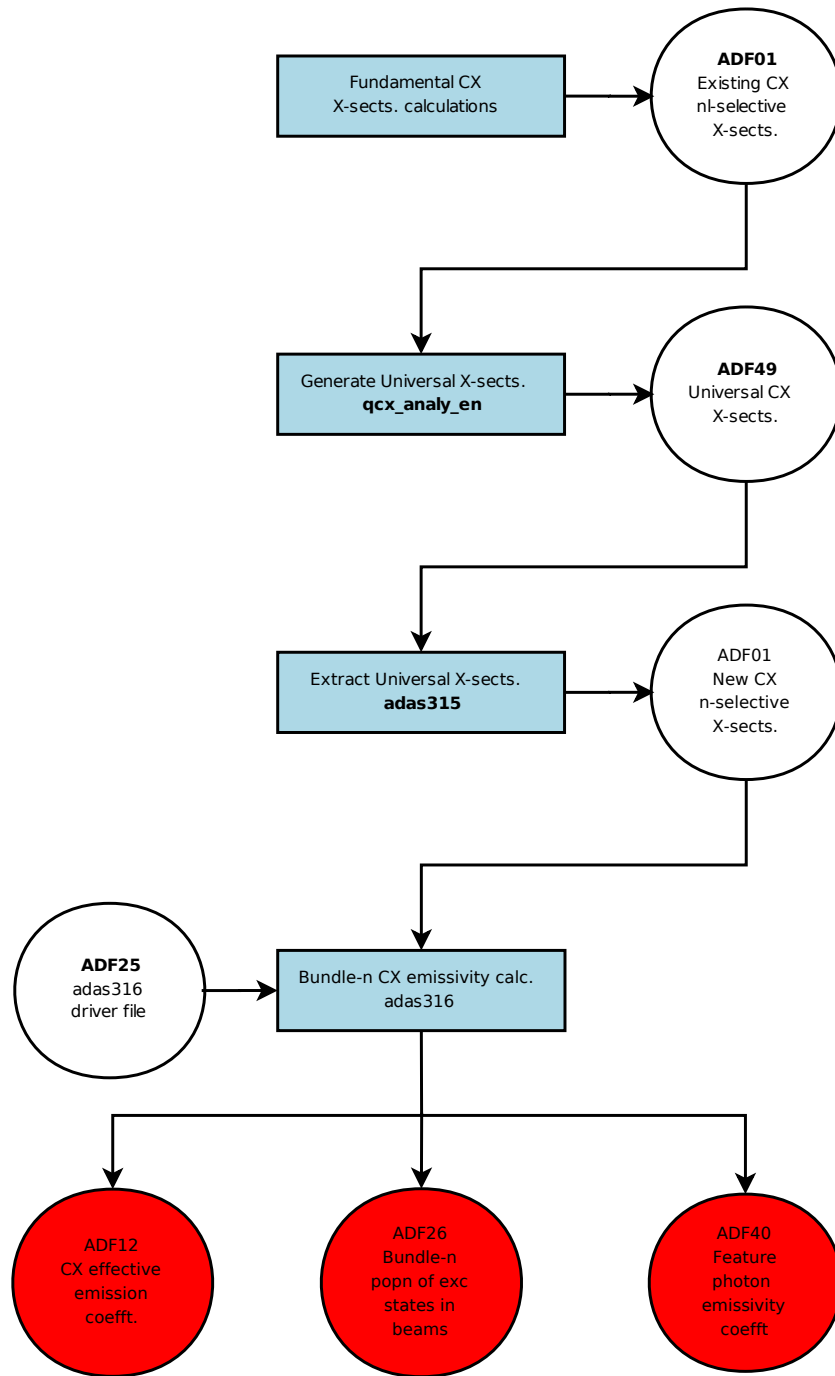 Fundamental CX
X-sects. calculations
ADF01
Existing CX
nl-selective
X-sects.
Generate Universal X-sects.
qcx_analy_en
ADF49
Universal CX
X-sects.
Extract Universal X-sects.
adas315
ADF01
New CX
n-selective
X-sects.
ADF25
adas316
driver file
Bundle-n CX emissivity calc.
adas316
ADF12
CX effective
emission
coefft.
ADF26
Bundle-n
popn of exc
states in
beams
ADF40
Feature
photon
emissivity
coefft